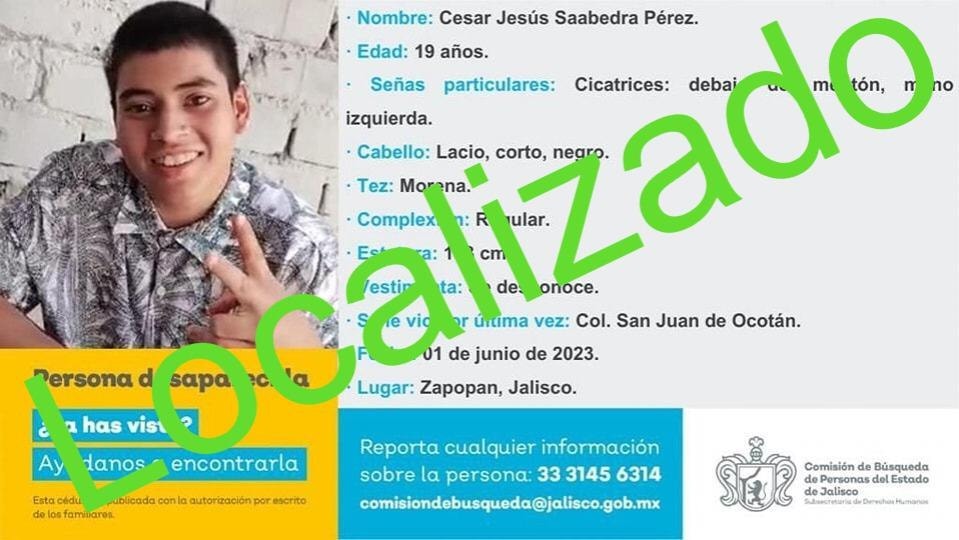 · Nombre: Cesar Jesús Saabedra Pérez.
· Edad: 19 años.
· Señas particulares: Cicatrices: debajo del mentón, mano
izquierda.
· Cabello: Lacio, corto, negro.
· Tez: Morena.
· Complexión: Regular.
· Estatura: cm
· Vestimenta: Se desconoce.
· Se le vio por última vez: Col. San Juan de Ocotán.
· Fecha: 01 de junio de 2023.
· Lugar: Zapopan, Jalisco.
Localizado
Persona desaparecida
¿La has visto?
Ayúdanos a encontrarla
Esta cédula es publicada con la autorización por escrito
de los familiares.
Reporta cualquier información
sobre la persona: 33 3145 6314
comisiondebusqueda@jalisco.gob.mx
Comisión de Búsqueda
de Personas del Estado
de Jalisco
Subsecretaría de Derechos Humanos